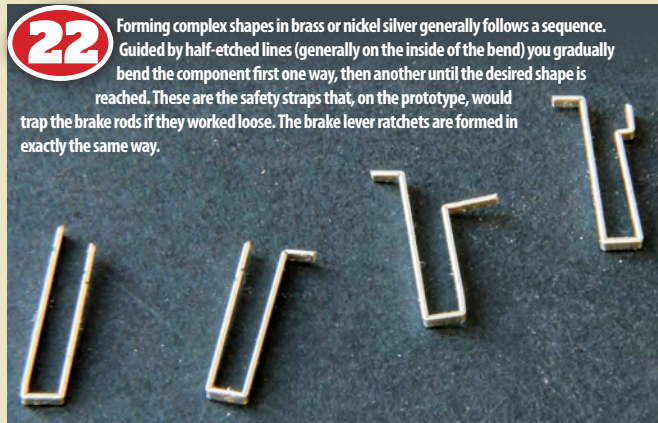 22
Forming complex shapes in brass or nickel silver generally follows a sequence.
Guided by half-etched lines (generally on the inside of the bend) you gradually
bend the component first one way, then another until the desired shape is
reached. These are the safety straps that, on the prototype, would
trap the brake rods if they worked loose. The brake lever ratchets are formed in
exactly the same way.